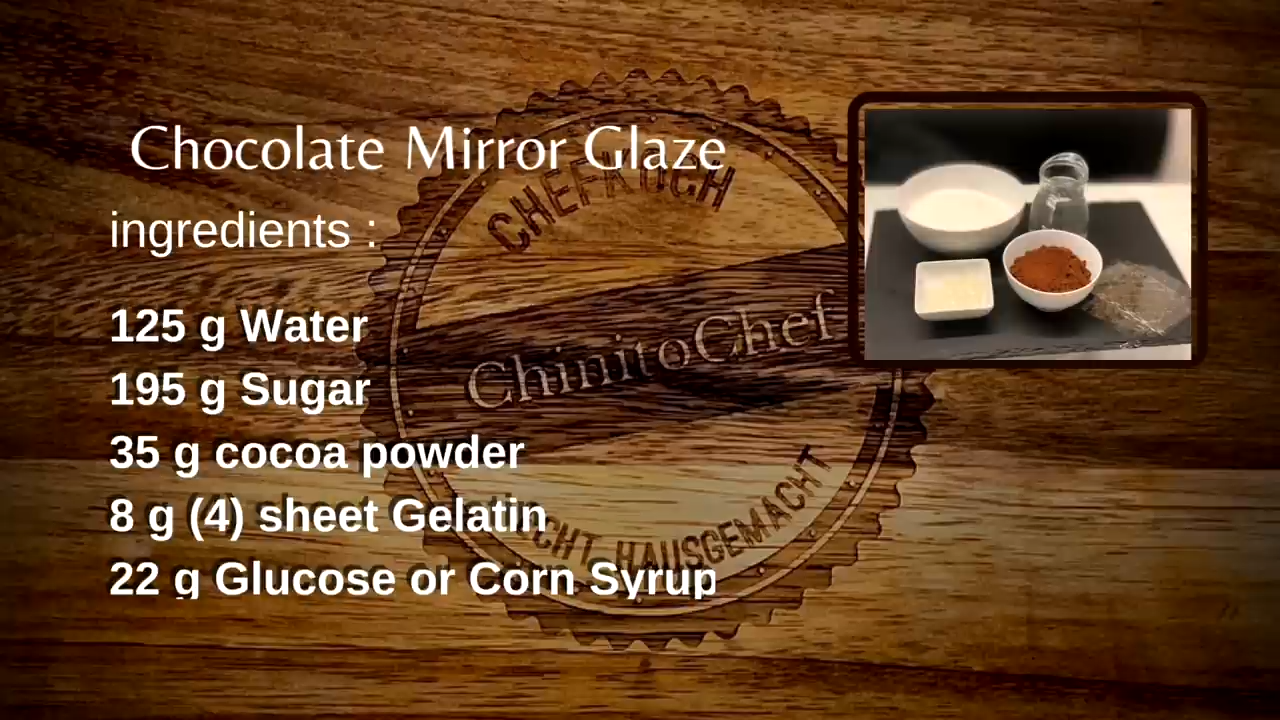 Chocolate Mirror Glaze
ingredients :
125 g Water
195 g Sugar
35 g cocoa powder
8 g (4) sheet Gelatin
22 g Glucose or Corn Syrup
CHEFKOCH
ChinitoChef
HAUSGEMACHT